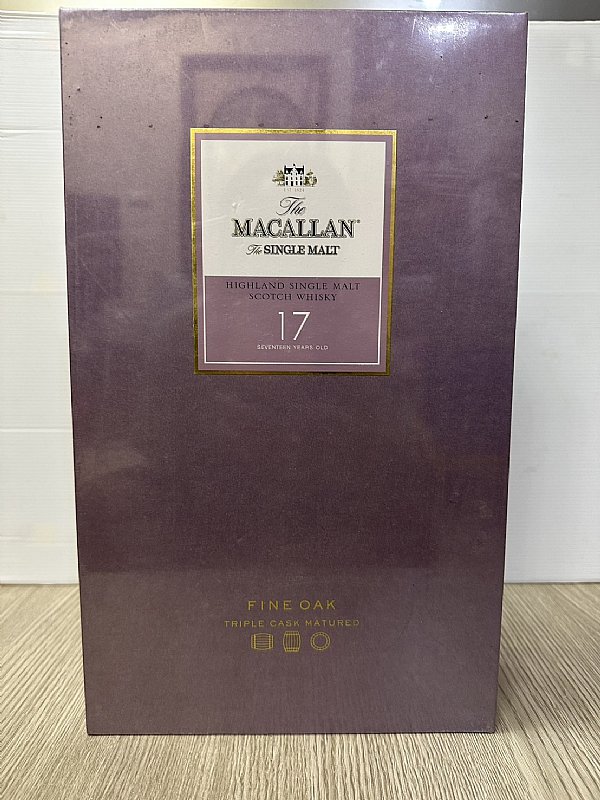 EST. 1824
The
MACALLAN®
The SINGLE MALT
HIGHLAND SINGLE MALT
SCOTCH WHISKY
17
SEVENTEEN YEARS OLD
FINE OAK
TRIPLE CASK MATURED